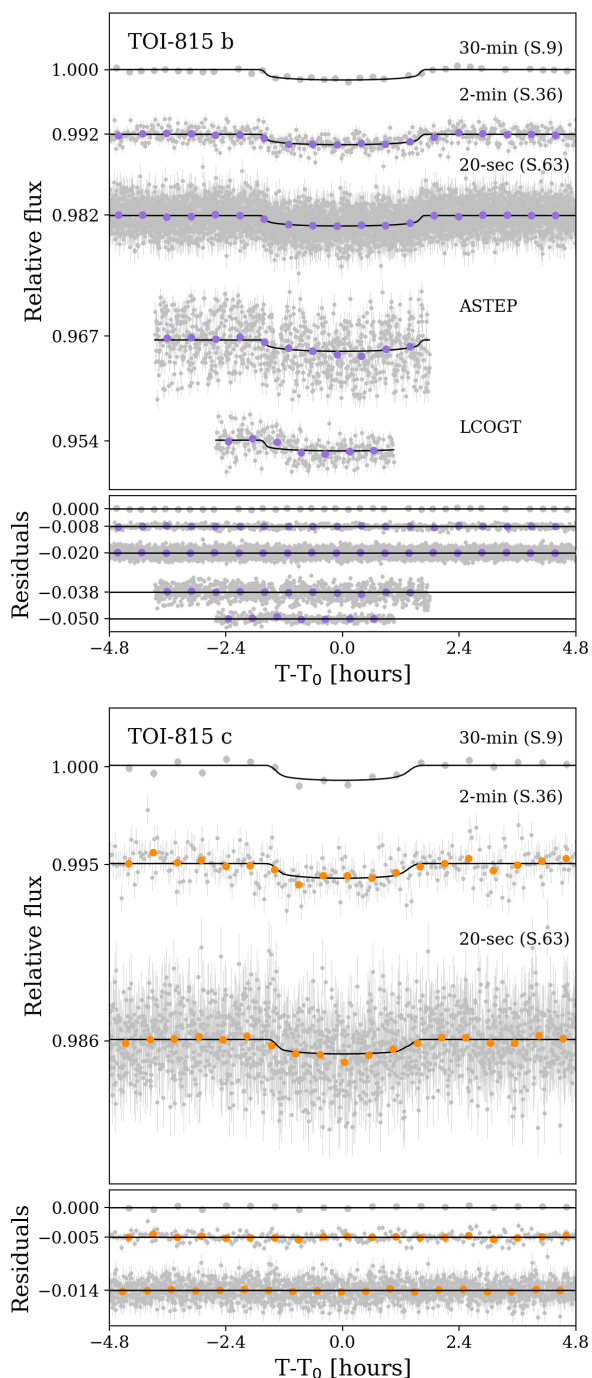 TOI-815 b
30-min (S.9)
1.000
2-min (S.36)
0.992
20-sec (S.63)
0.982
Relative flux
ASTEP
0.967
LCOGT
0.954
0.000
−0.008
−0.020
Residuals
−0.038
−0.050
−4.8 −2.4 0.0 2.4 4.8
T-T0 [hours]
TOI-815 c
30-min (S.9)
1.000
2-min (S.36)
0.995
Relative flux
20-sec (S.63)
0.986
0.000
−0.005
Residuals
−0.014
−4.8 −2.4 0.0 2.4 4.8
T-T0 [hours]